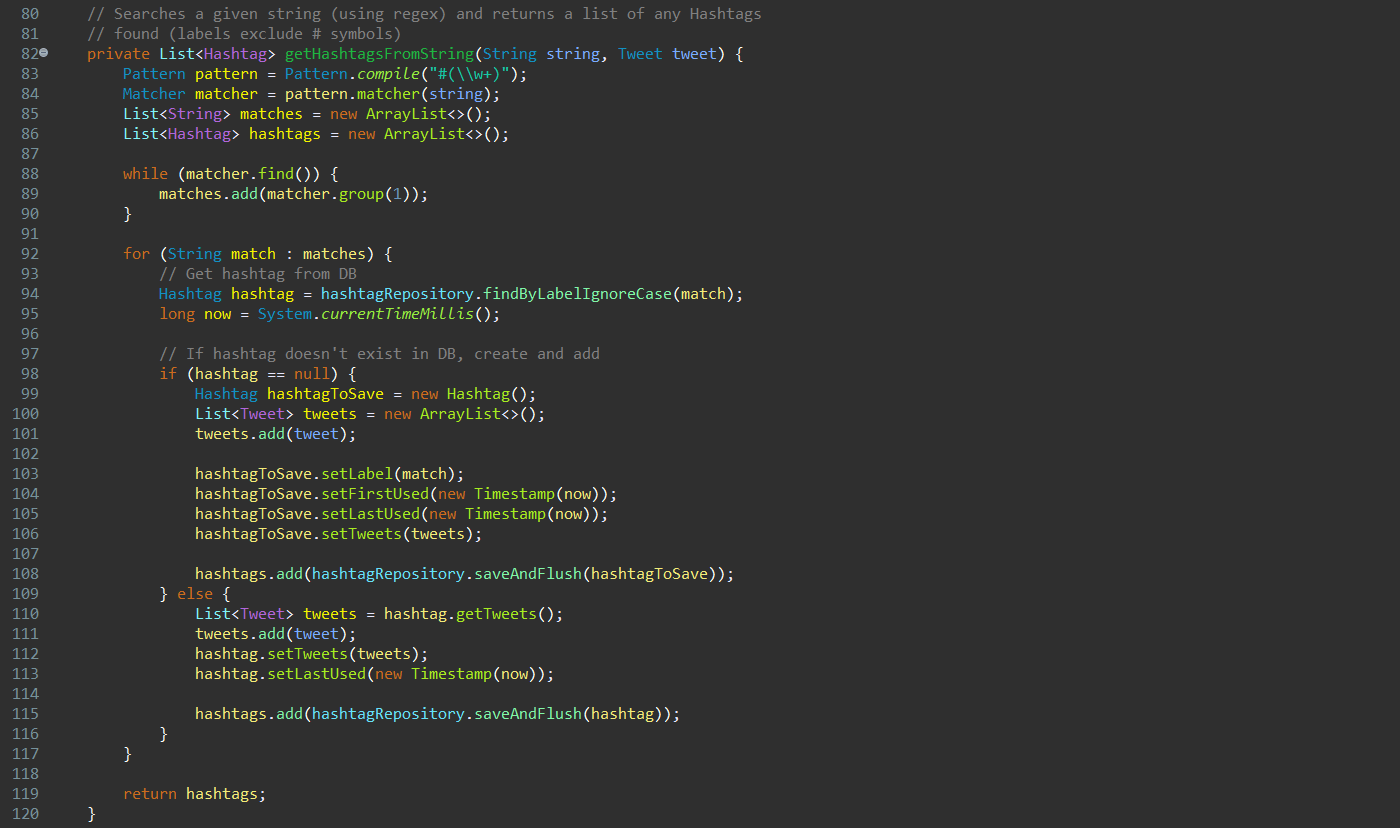 80 // Searches a given string (using regex) and returns a list of any Hashtags
81 // found (labels exclude # symbols)
82 private List<Hashtag> getHashtagsFromString(String string, Tweet tweet) {
83 Pattern pattern = Pattern.compile("#(\\w+)");
84 Matcher matcher = pattern.matcher(string);
85 List<String> matches = new ArrayList<>();
86 List<Hashtag> hashtags = new ArrayList<>();
87
88 while (matcher.find()) {
89 matches.add(matcher.group(1));
90 }
91
92 for (String match : matches) {
93 // Get hashtag from DB
94 Hashtag hashtag = hashtagRepository.findByLabelIgnoreCase(match);
95 long now = System.currentTimeMillis();
96
97 // If hashtag doesn't exist in DB, create and add
98 if (hashtag == null) {
99 Hashtag hashtagToSave = new Hashtag();
100 List<Tweet> tweets = new ArrayList<>();
101 tweets.add(tweet);
102
103 hashtagToSave.setLabel(match);
104 hashtagToSave.setFirstUsed(new Timestamp(now));
105 hashtagToSave.setLastUsed(new Timestamp(now));
106 hashtagToSave.setTweets(tweets);
107
108 hashtags.add(hashtagRepository.saveAndFlush(hashtagToSave));
109 } else {
110 List<Tweet> tweets = hashtag.getTweets();
111 tweets.add(tweet);
112 hashtag.setTweets(tweets);
113 hashtag.setLastUsed(new Timestamp(now));
114
115 hashtags.add(hashtagRepository.saveAndFlush(hashtag));
116 }
117 }
118
119 return hashtags;
120 }